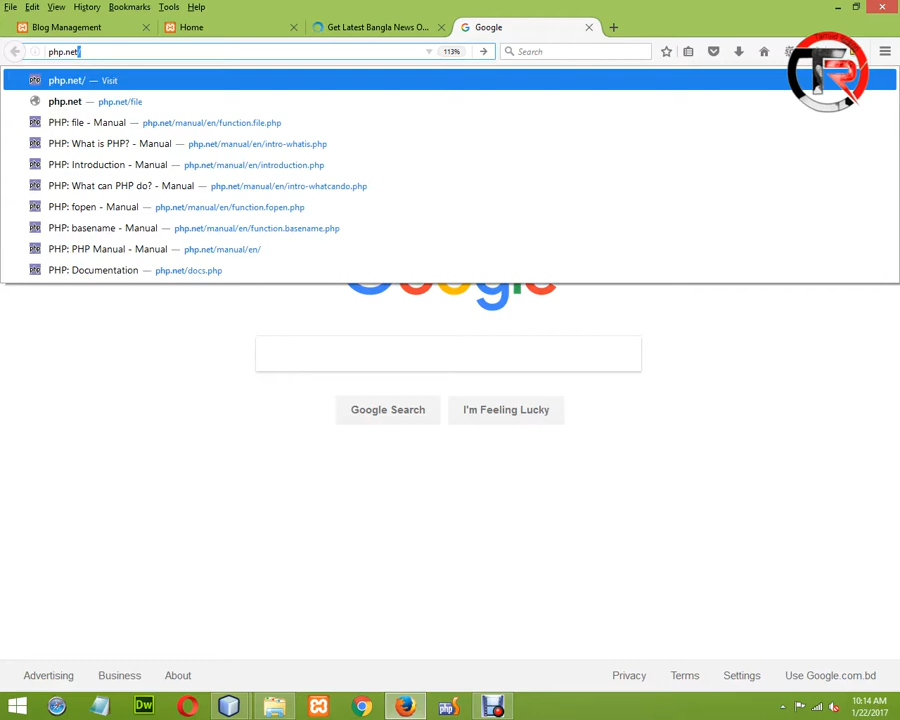 File Edit View History Bookmarks Tools Help
Blog Management
Home
Get Latest Bangla News O...
Google
php.net/
113%
Search
php.net/ — Visit
php.net — php.net/file
PHP: file - Manual — php.net/manual/en/function.file.php
PHP: What is PHP? - Manual — php.net/manual/en/intro-whatis.php
PHP: Introduction - Manual — php.net/manual/en/introduction.php
PHP: What can PHP do? - Manual — php.net/manual/en/intro-whatcando.php
PHP: fopen - Manual — php.net/manual/en/function.fopen.php
PHP: basename - Manual — php.net/manual/en/function.basename.php
PHP: PHP Manual - Manual — php.net/manual/en/
PHP: Documentation — php.net/docs.php
Google
Google Search
I'm Feeling Lucky
Advertising Business About
Privacy Terms Settings Use Google.com.bd
Dw
php
10:14 AM
1/22/2017